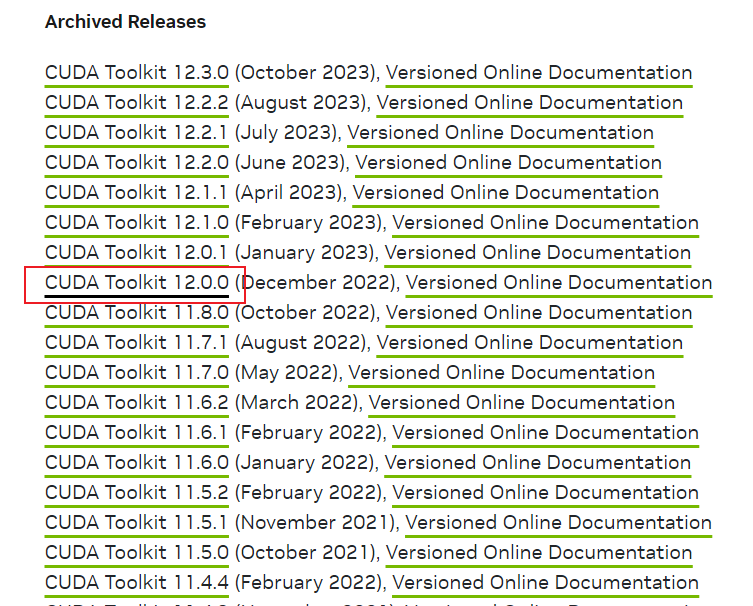 Archived Releases
CUDA Toolkit 12.3.0 (October 2023), Versioned Online Documentation
CUDA Toolkit 12.2.2 (August 2023), Versioned Online Documentation
CUDA Toolkit 12.2.1 (July 2023), Versioned Online Documentation
CUDA Toolkit 12.2.0 (June 2023), Versioned Online Documentation
CUDA Toolkit 12.1.1 (April 2023), Versioned Online Documentation
CUDA Toolkit 12.1.0 (February 2023), Versioned Online Documentation
CUDA Toolkit 12.0.1 (January 2023), Versioned Online Documentation
CUDA Toolkit 12.0.0 (December 2022), Versioned Online Documentation
CUDA Toolkit 11.8.0 (October 2022), Versioned Online Documentation
CUDA Toolkit 11.7.1 (August 2022), Versioned Online Documentation
CUDA Toolkit 11.7.0 (May 2022), Versioned Online Documentation
CUDA Toolkit 11.6.2 (March 2022), Versioned Online Documentation
CUDA Toolkit 11.6.1 (February 2022), Versioned Online Documentation
CUDA Toolkit 11.6.0 (January 2022), Versioned Online Documentation
CUDA Toolkit 11.5.2 (February 2022), Versioned Online Documentation
CUDA Toolkit 11.5.1 (November 2021), Versioned Online Documentation
CUDA Toolkit 11.5.0 (October 2021), Versioned Online Documentation
CUDA Toolkit 11.4.4 (February 2022), Versioned Online Documentation